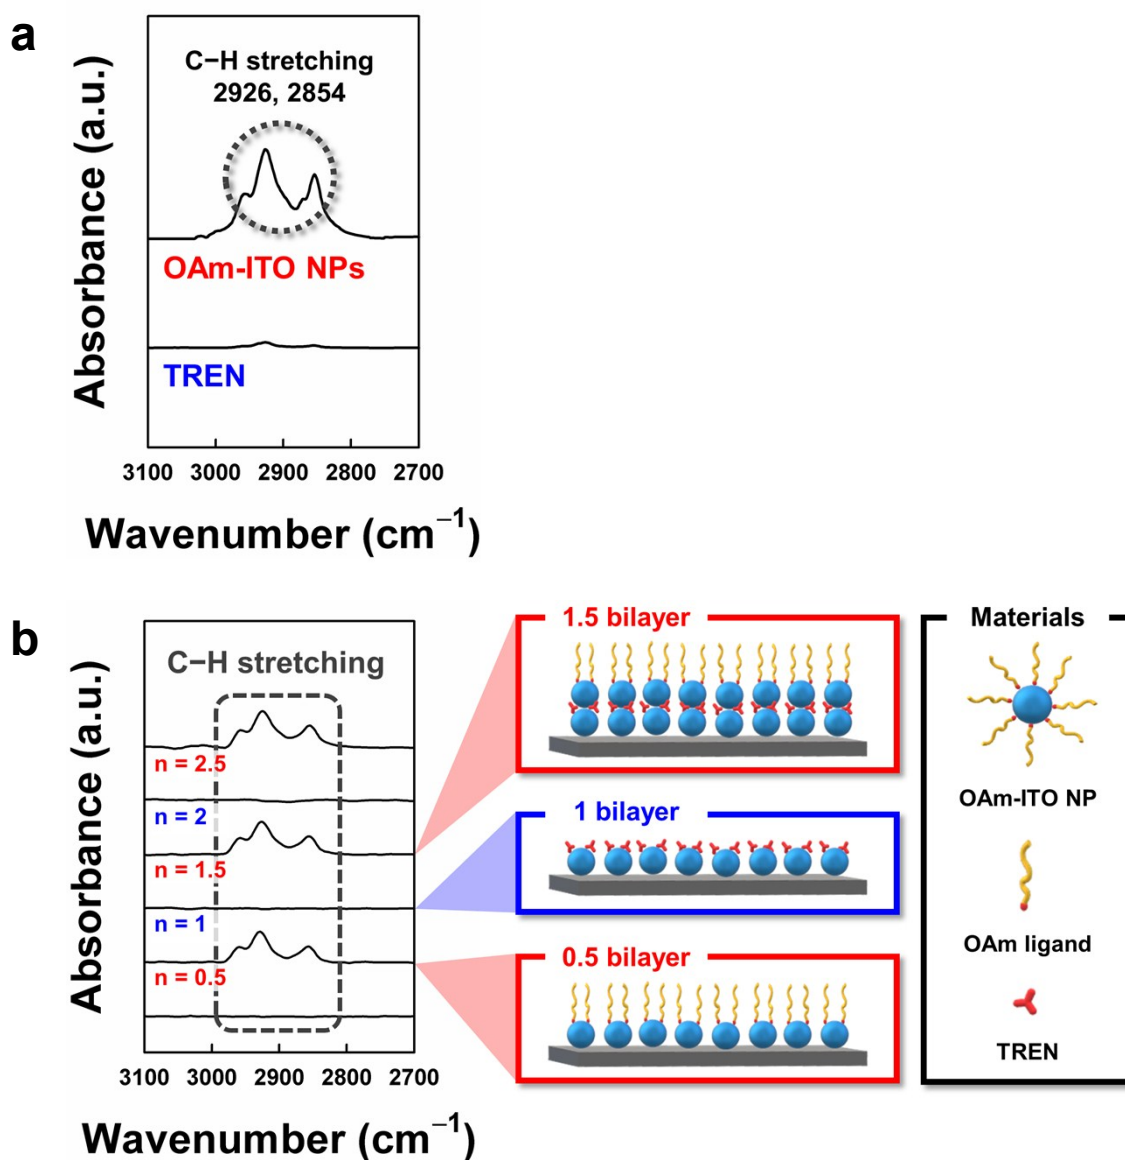 a
Absorbance (a.u.)
C−H stretching
2926, 2854
OAm-ITO NPs
TREN
3100 3000 2900 2800 2700
Wavenumber (cm⁻¹)
b
Absorbance (a.u.)
C−H stretching
n = 2.5
n = 2
n = 1.5
n = 1
n = 0.5
3100 3000 2900 2800 2700
Wavenumber (cm⁻¹)
1.5 bilayer
1 bilayer
0.5 bilayer
Materials
OAm-ITO NP
OAm ligand
TREN